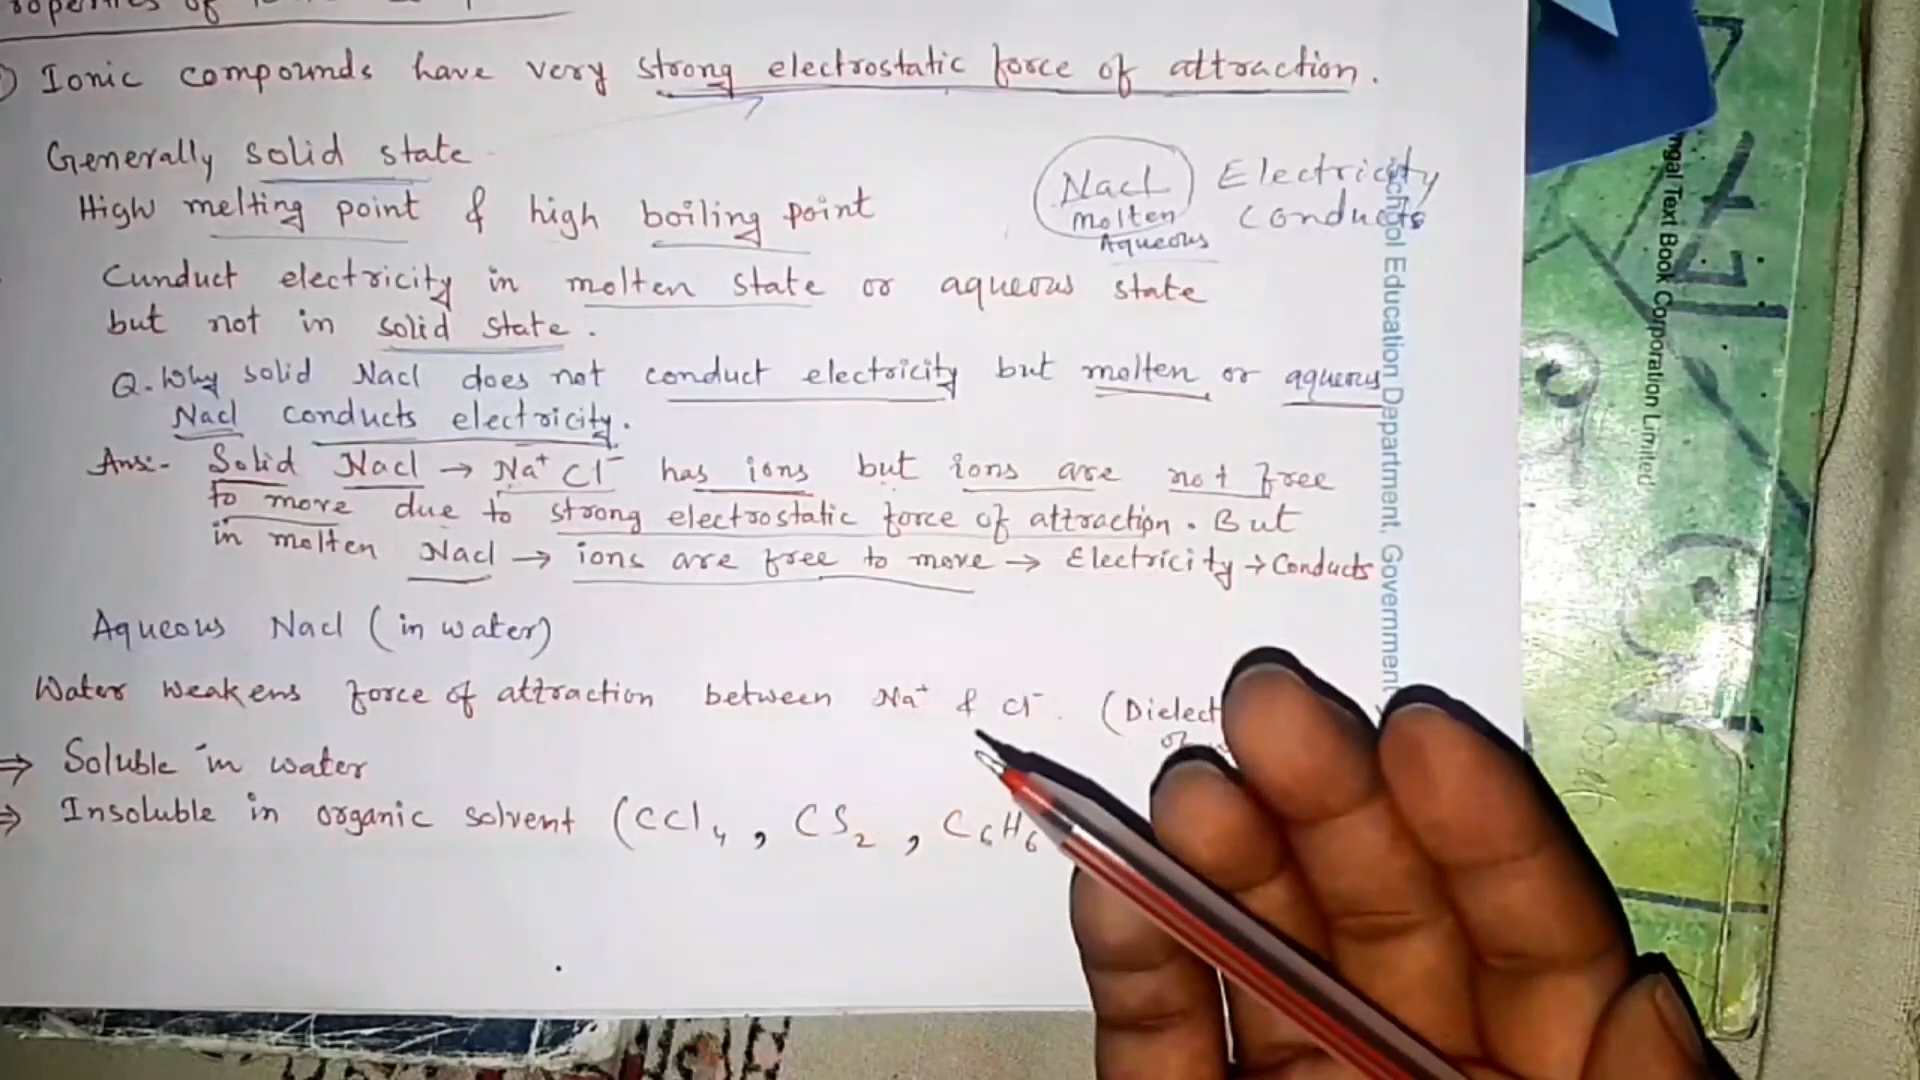 Ionic compounds have very strong electrostatic force of attraction.
Generally solid state
High melting point & high boiling point
Nacl Electricity
molten conducts
Aqueous
Cunduct electricity in molten state or aqueous state
but not in solid state.
Q. Why solid Nacl does not conduct electricity but molten or aqueous
Nacl conducts electricity.
Ans:- Solid Nacl → Na⁺ Cl⁻ has ions but ions are not free
to move due to strong electrostatic force of attraction. But
in molten Nacl → ions are free to move → Electricity → Conducts
Aqueous Nacl (in water)
Water weakens force of attraction between Na⁺ & Cl⁻. (Dielect
of
⇒ Soluble in water
⇒ Insoluble in organic solvent (CCl₄, CS₂, C₆H₆
School Education Department, Government
ngal Text Book Corporation Limited